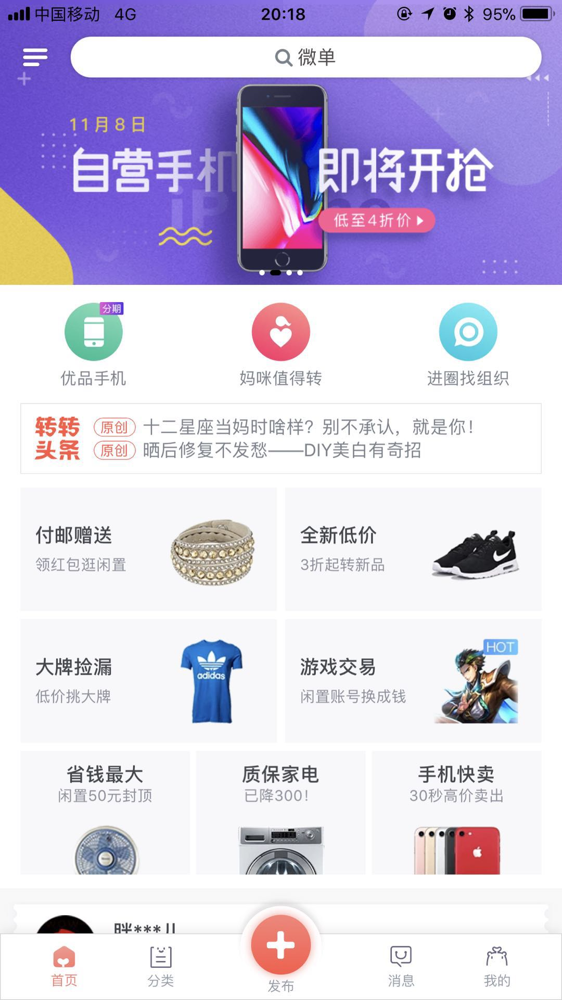 中国移动 4G 20:18 95%
微单
11月8日
自营手机 即将开抢
低至4折价
分期
优品手机 妈咪值得转 进圈找组织
转转头条
原创 十二星座当妈时啥样？别不承认，就是你！
原创 晒后修复不发愁——DIY美白有奇招
付邮赠送
领红包逛闲置
全新低价
3折起转新品
大牌捡漏
低价挑大牌
adidas
游戏交易
闲置账号换成钱
HOT
省钱最大
闲置50元封顶
质保家电
已降300！
手机快卖
30秒高价卖出
首页 分类 发布 消息 我的